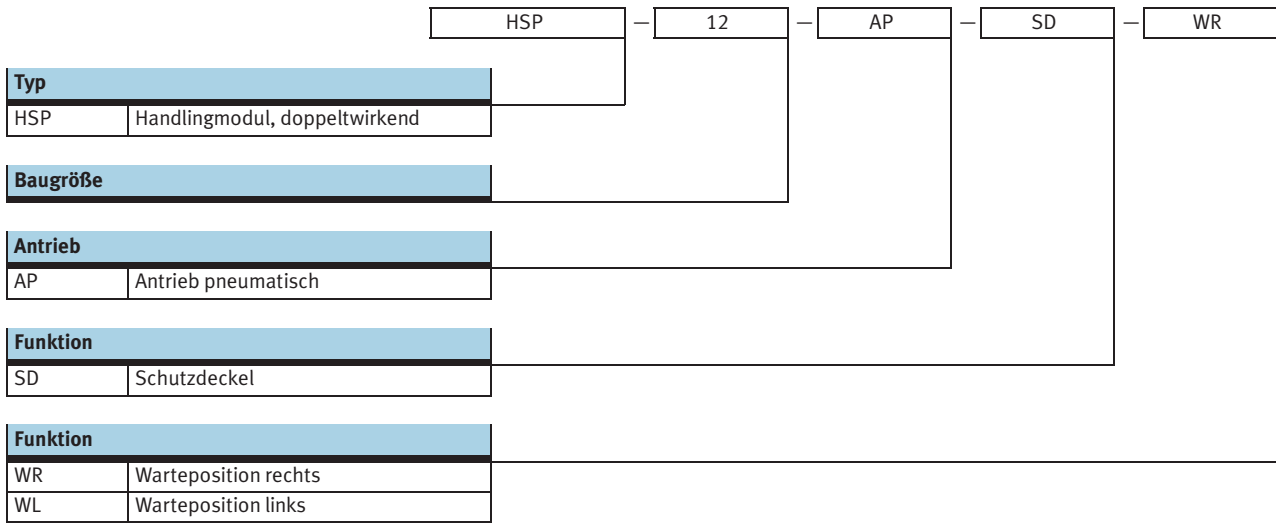 HSP — 12 — AP — SD — WR
Typ
HSP Handlingmodul, doppeltwirkend
Baugröße
Antrieb
AP Antrieb pneumatisch
Funktion
SD Schutzdeckel
Funktion
WR Warteposition rechts
WL Warteposition links